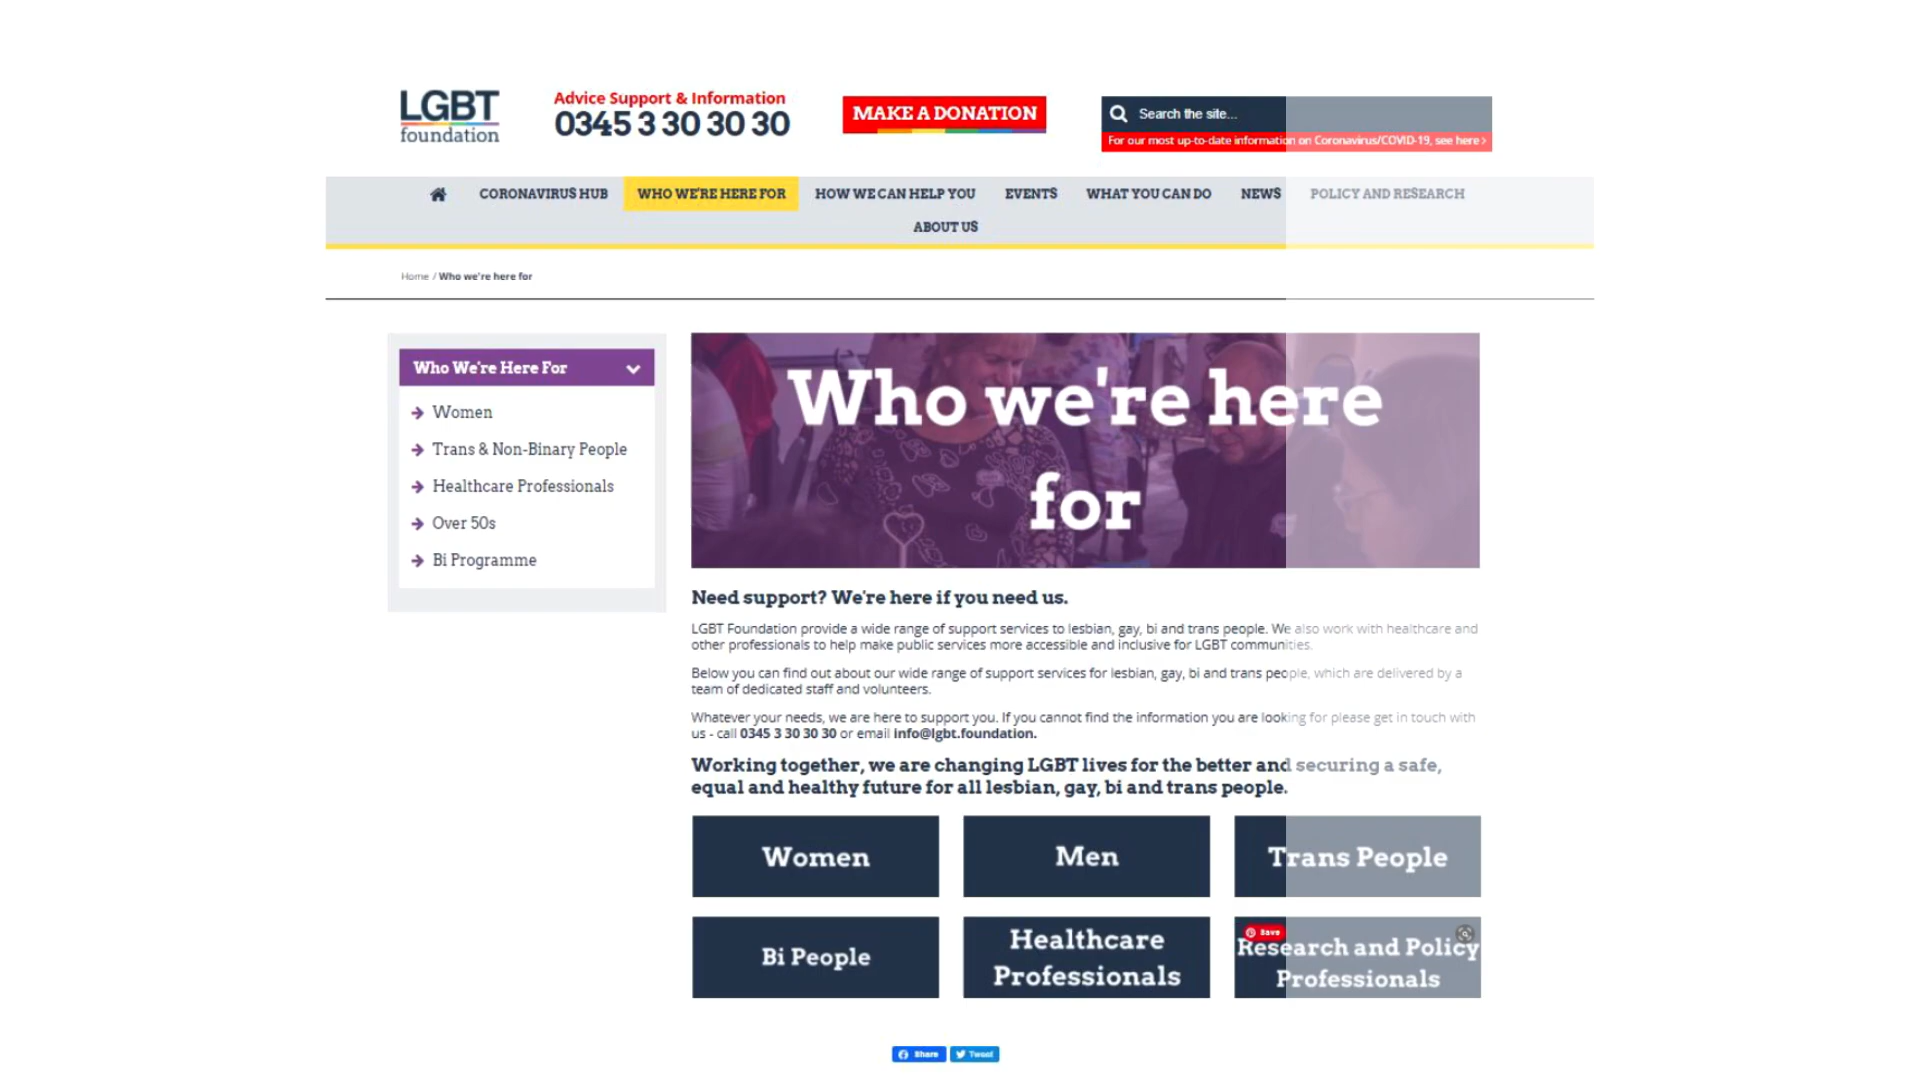 LGBT
foundation
Advice Support & Information
0345 3 30 30 30
MAKE A DONATION
Search the site...
For our most up-to-date information on Coronavirus/COVID-19, see here >
CORONAVIRUS HUB
WHO WE'RE HERE FOR
HOW WE CAN HELP YOU
EVENTS
WHAT YOU CAN DO
NEWS
POLICY AND RESEARCH
ABOUT US
Home / Who we're here for
Who We're Here For
Women
Trans & Non-Binary People
Healthcare Professionals
Over 50s
Bi Programme
Who we're here
for
Need support? We're here if you need us.
LGBT Foundation provide a wide range of support services to lesbian, gay, bi and trans people. We also work with healthcare and
other professionals to help make public services more accessible and inclusive for LGBT communities.
Below you can find out about our wide range of support services for lesbian, gay, bi and trans people, which are delivered by a
team of dedicated staff and volunteers.
Whatever your needs, we are here to support you. If you cannot find the information you are looking for please get in touch with
us - call 0345 3 30 30 30 or email info@lgbt.foundation.
Working together, we are changing LGBT lives for the better and securing a safe,
equal and healthy future for all lesbian, gay, bi and trans people.
Women
Men
Trans People
Bi People
Healthcare
Professionals
Save
Research and Policy
Professionals
Share
Tweet